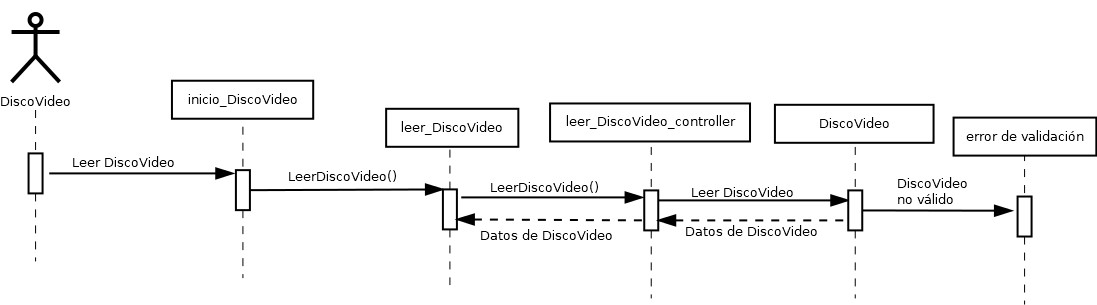 DiscoVideo
inicio_DiscoVideo
leer_DiscoVideo
leer_DiscoVideo_controller
DiscoVideo
error de validación
Leer DiscoVideo
LeerDiscoVideo()
LeerDiscoVideo()
Leer DiscoVideo
DiscoVideo
no válido
Datos de DiscoVideo
Datos de DiscoVideo